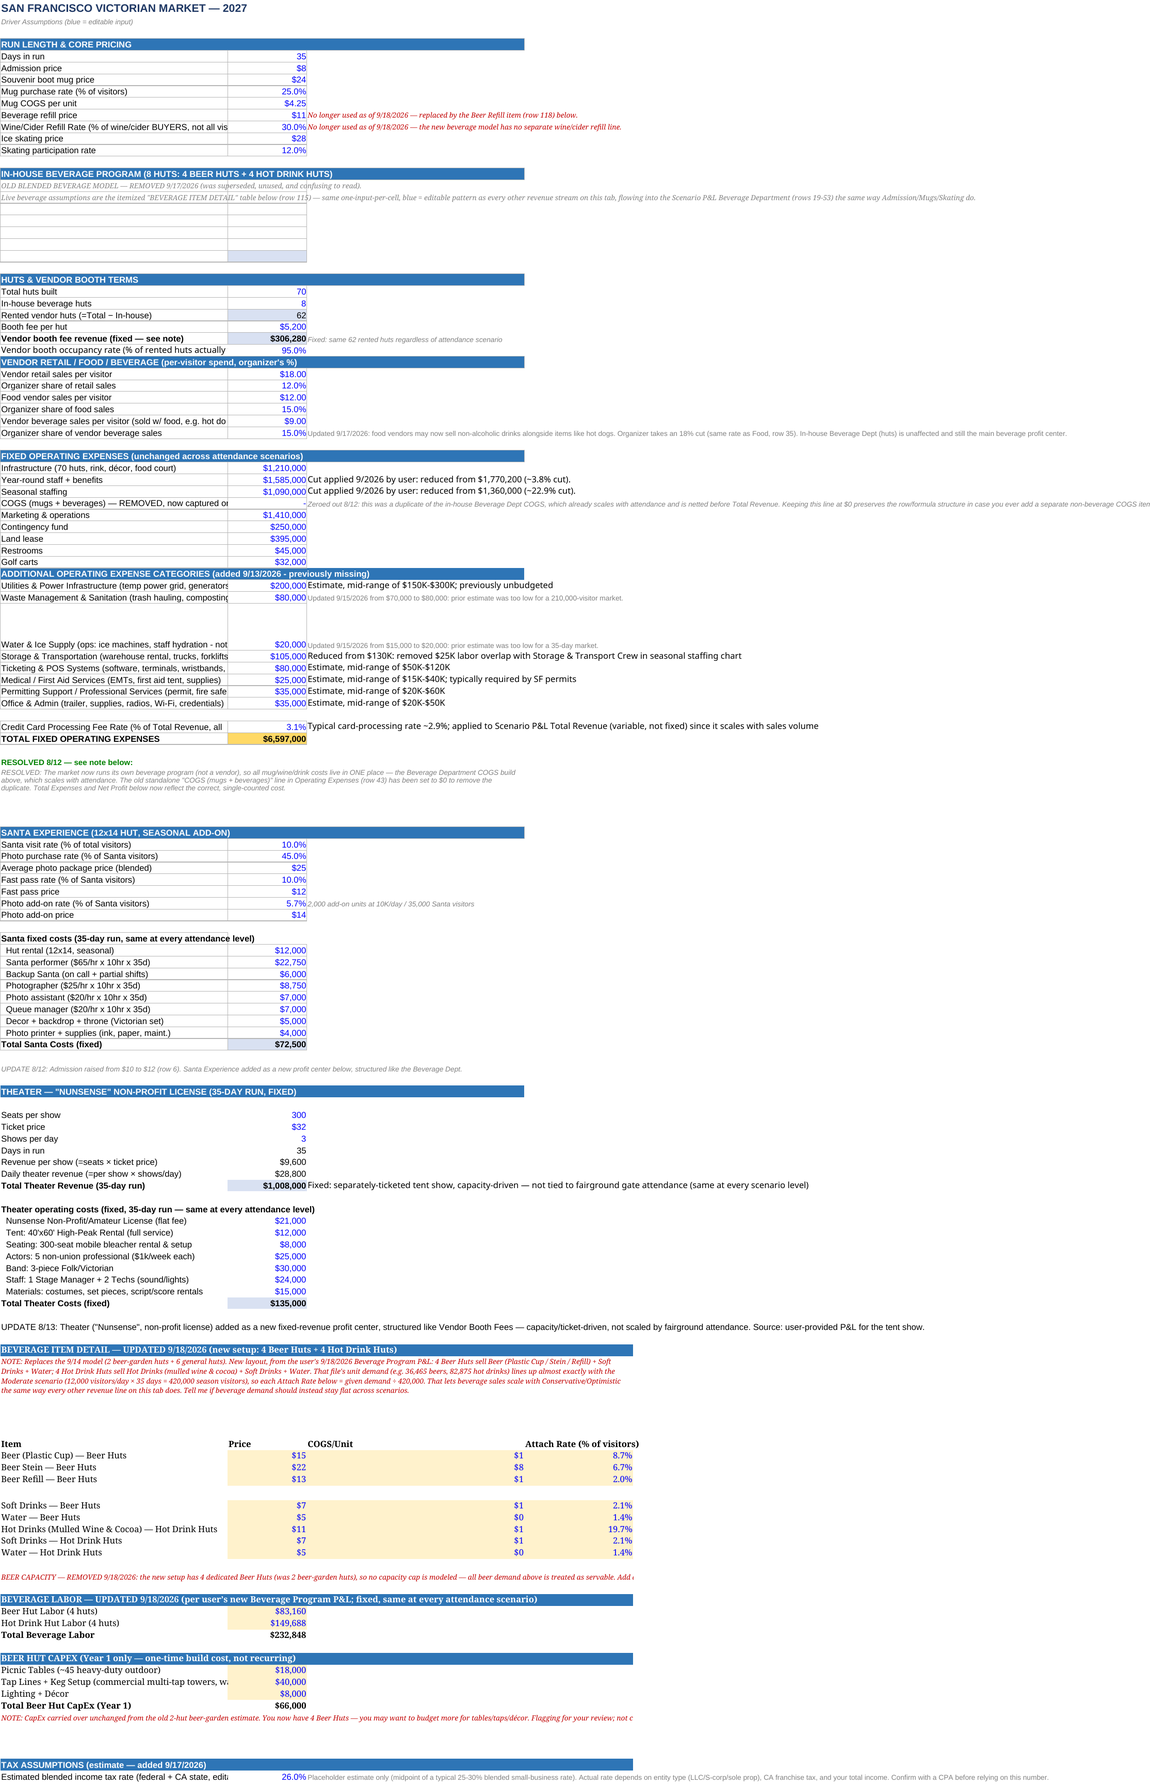 SAN FRANCISCO VICTORIAN MARKET — 2027
Driver Assumptions (blue = editable input)
RUN LENGTH & CORE PRICING
Days in run 35
Admission price $8
Souvenir boot mug price $24
Mug purchase rate (% of visitors) 25.0%
Mug COGS per unit $4.25
Beverage refill price $11 No longer used as of 9/18/2026 — replaced by the Beer Refill item (row 118) below.
Wine/Cider Refill Rate (% of wine/cider BUYERS, not all vis 30.0% No longer used as of 9/18/2026 — the new beverage model has no separate wine/cider refill line.
Ice skating price $28
Skating participation rate 12.0%
IN-HOUSE BEVERAGE PROGRAM (8 HUTS: 4 BEER HUTS + 4 HOT DRINK HUTS)
OLD BLENDED BEVERAGE MODEL — REMOVED 9/17/2026 (was superseded, unused, and confusing to read).
Live beverage assumptions are the itemized "BEVERAGE ITEM DETAIL" table below (row 115) — same one-input-per-cell, blue = editable pattern as every other revenue stream on this tab, flowing into the Scenario P&L Beverage Department (rows 19-53) the same way Admission/Mugs/Skating do.
HUTS & VENDOR BOOTH TERMS
Total huts built 70
In-house beverage huts 8
Rented vendor huts (=Total − In-house) 62
Booth fee per hut $5,200
Vendor booth fee revenue (fixed — see note) $306,280 Fixed: same 62 rented huts regardless of attendance scenario
Vendor booth occupancy rate (% of rented huts actually 95.0%
VENDOR RETAIL / FOOD / BEVERAGE (per-visitor spend, organizer's %)
Vendor retail sales per visitor $18.00
Organizer share of retail sales 12.0%
Food vendor sales per visitor $12.00
Organizer share of food sales 15.0%
Vendor beverage sales per visitor (sold w/ food, e.g. hot do $9.00
Organizer share of vendor beverage sales 15.0% Updated 9/17/2026: food vendors may now sell non-alcoholic drinks alongside items like hot dogs. Organizer takes an 18% cut (same rate as Food, row 35). In-house Beverage Dept (huts) is unaffected and still the main beverage profit center.
FIXED OPERATING EXPENSES (unchanged across attendance scenarios)
Infrastructure (70 huts, rink, décor, food court) $1,210,000
Year-round staff + benefits $1,585,000 Cut applied 9/2026 by user: reduced from $1,770,200 (~3.8% cut).
Seasonal staffing $1,090,000 Cut applied 9/2026 by user: reduced from $1,360,000 (~22.9% cut).
COGS (mugs + beverages) — REMOVED, now captured or - Zeroed out 8/12: this was a duplicate of the in-house Beverage Dept COGS, which already scales with attendance and is netted before Total Revenue. Keeping this line at $0 preserves the row/formula structure in case you ever add a separate non-beverage COGS item
Marketing & operations $1,410,000
Contingency fund $250,000
Land lease $395,000
Restrooms $45,000
Golf carts $32,000
ADDITIONAL OPERATING EXPENSE CATEGORIES (added 9/13/2026 - previously missing)
Utilities & Power Infrastructure (temp power grid, generators $200,000 Estimate, mid-range of $150K-$300K; previously unbudgeted
Waste Management & Sanitation (trash hauling, composting $80,000 Updated 9/15/2026 from $70,000 to $80,000: prior estimate was too low for a 210,000-visitor market.
Water & Ice Supply (ops: ice machines, staff hydration - not $20,000 Updated 9/15/2026 from $15,000 to $20,000; prior estimate was too low for a 35-day market.
Storage & Transportation (warehouse rental, trucks, forklifts $105,000 Reduced from $130K: removed $25K labor overlap with Storage & Transport Crew in seasonal staffing chart
Ticketing & POS Systems (software, terminals, wristbands, $80,000 Estimate, mid-range of $50K-$120K
Medical / First Aid Services (EMTs, first aid tent, supplies) $25,000 Estimate, mid-range of $15K-$40K; typically required by SF permits
Permitting Support / Professional Services (permit, fire safe $35,000 Estimate, mid-range of $20K-$60K
Office & Admin (trailer, supplies, radios, Wi-Fi, credentials) $35,000 Estimate, mid-range of $20K-$50K
Credit Card Processing Fee Rate (% of Total Revenue, all 3.1% Typical card-processing rate ~2.9%; applied to Scenario P&L Total Revenue (variable, not fixed) since it scales with sales volume
TOTAL FIXED OPERATING EXPENSES $6,597,000
RESOLVED 8/12 — see note below:
RESOLVED: The market now runs its own beverage program (not a vendor), so all mug/wine/drink costs live in ONE place — the Beverage Department COGS build
above, which scales with attendance. The old standalone "COGS (mugs + beverages)" line in Operating Expenses (row 43) has been set to $0 to remove the
duplicate. Total Expenses and Net Profit below now reflect the correct, single-counted cost.
SANTA EXPERIENCE (12x14 HUT, SEASONAL ADD-ON)
Santa visit rate (% of total visitors) 10.0%
Photo purchase rate (% of Santa visitors) 45.0%
Average photo package price (blended) $25
Fast pass rate (% of Santa visitors) 10.0%
Fast pass price $12
Photo add-on rate (% of Santa visitors) 5.7% 2,000 add-on units at 10K/day / 35,000 Santa visitors
Photo add-on price $14
Santa fixed costs (35-day run, same at every attendance level)
Hut rental (12x14, seasonal) $12,000
Santa performer ($65/hr x 10hr x 35d) $22,750
Backup Santa (on call + partial shifts) $6,000
Photographer ($25/hr x 10hr x 35d) $8,750
Photo assistant ($20/hr x 10hr x 35d) $7,000
Queue manager ($20/hr x 10hr x 35d) $7,000
Decor + backdrop + throne (Victorian set) $5,000
Photo printer + supplies (ink, paper, maint.) $4,000
Total Santa Costs (fixed) $72,500
UPDATE 8/12: Admission raised from $10 to $12 (row 6). Santa Experience added as a new profit center below, structured like the Beverage Dept.
THEATER — "NUNSENSE" NON-PROFIT LICENSE (35-DAY RUN, FIXED)
Seats per show 300
Ticket price $32
Shows per day 3
Days in run 35
Revenue per show (=seats × ticket price) $9,600
Daily theater revenue (=per show × shows/day) $28,800
Total Theater Revenue (35-day run) $1,008,000 Fixed: separately-ticketed tent show, capacity-driven — not tied to fairground gate attendance (same at every scenario level)
Theater operating costs (fixed, 35-day run — same at every attendance level)
Nunsense Non-Profit/Amateur License (flat fee) $21,000
Tent: 40'x60' High-Peak Rental (full service) $12,000
Seating: 300-seat mobile bleacher rental & setup $8,000
Actors: 5 non-union professional ($1k/week each) $25,000
Band: 3-piece Folk/Victorian $30,000
Staff: 1 Stage Manager + 2 Techs (sound/lights) $24,000
Materials: costumes, set pieces, script/score rentals $15,000
Total Theater Costs (fixed) $135,000
UPDATE 8/13: Theater ("Nunsense", non-profit license) added as a new fixed-revenue profit center, structured like Vendor Booth Fees — capacity/ticket-driven, not scaled by fairground attendance. Source: user-provided P&L for the tent show.
BEVERAGE ITEM DETAIL — UPDATED 9/18/2026 (new setup: 4 Beer Huts + 4 Hot Drink Huts)
NOTE: Replaces the 9/14 model (2 beer-garden huts + 6 general huts). New layout, from the user's 9/18/2026 Beverage Program P&L: 4 Beer Huts sell Beer (Plastic Cup / Stein / Refill) + Soft
Drinks + Water; 4 Hot Drink Huts sell Hot Drinks (mulled wine & cocoa) + Soft Drinks + Water. That file's unit demand (e.g. 36,465 beers, 82,875 hot drinks) lines up almost exactly with the
Moderate scenario (12,000 visitors/day × 35 days = 420,000 season visitors), so each Attach Rate below = given demand ÷ 420,000. That lets beverage sales scale with Conservative/Optimistic
the same way every other revenue line on this tab does. Tell me if beverage demand should instead stay flat across scenarios.
Item Price COGS/Unit Attach Rate (% of visitors)
Beer (Plastic Cup) — Beer Huts $15 $1 8.7%
Beer Stein — Beer Huts $22 $8 6.7%
Beer Refill — Beer Huts $13 $1 2.0%
Soft Drinks — Beer Huts $7 $1 2.1%
Water — Beer Huts $5 $0 1.4%
Hot Drinks (Mulled Wine & Cocoa) — Hot Drink Huts $11 $1 19.7%
Soft Drinks — Hot Drink Huts $7 $1 2.1%
Water — Hot Drink Huts $5 $0 1.4%
BEER CAPACITY — REMOVED 9/18/2026: the new setup has 4 dedicated Beer Huts (was 2 beer-garden huts), so no capacity cap is modeled — all beer demand above is treated as servable. Add
BEVERAGE LABOR — UPDATED 9/18/2026 (per user's new Beverage Program P&L; fixed, same at every attendance scenario)
Beer Hut Labor (4 huts) $83,160
Hot Drink Hut Labor (4 huts) $149,688
Total Beverage Labor $232,848
BEER HUT CAPEX (Year 1 only — one-time build cost, not recurring)
Picnic Tables (~45 heavy-duty outdoor) $18,000
Tap Lines + Keg Setup (commercial multi-tap towers, wa $40,000
Lighting + Décor $8,000
Total Beer Hut CapEx (Year 1) $66,000
NOTE: CapEx carried over unchanged from the old 2-hut beer-garden estimate. You now have 4 Beer Huts — you may want to budget more for tables/taps/décor. Flagging for your review; not c
TAX ASSUMPTIONS (estimate — added 9/17/2026)
Estimated blended income tax rate (federal + CA state, edita 26.0% Placeholder estimate only (midpoint of a typical 25-30% blended small-business rate). Actual rate depends on entity type (LLC/S-corp/sole prop), CA franchise tax, and your total income. Confirm with a CPA before relying on this number.